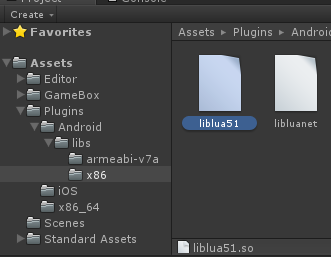 Project
Console
Create
Favorites
Assets
Editor
GameBox
Plugins
Android
libs
armeabi-v7a
x86
iOS
x86_64
Scenes
Standard Assets
Assets ▸ Plugins ▸ Androi
liblua51
libluanet
liblua51.so